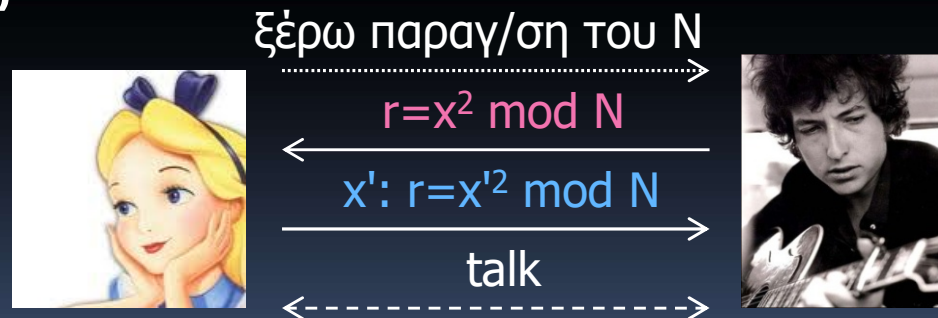 ξέρω παραγ/ση του Ν
r=x² mod N
x': r=x'² mod N
talk